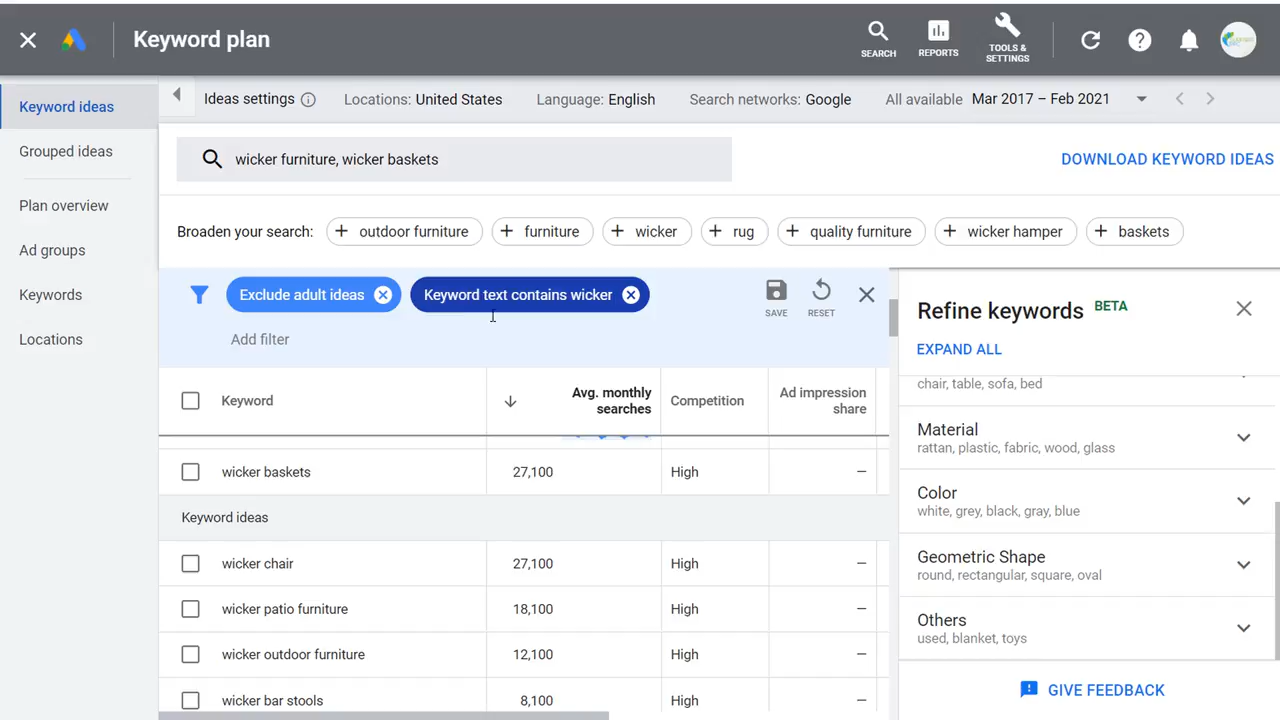 Keyword plan
SEARCH
REPORTS
TOOLS &
SETTINGS
Keyword ideas
Grouped ideas
Plan overview
Ad groups
Keywords
Locations
Ideas settings
Locations: United States
Language: English
Search networks: Google
All available Mar 2017 – Feb 2021
wicker furniture, wicker baskets
DOWNLOAD KEYWORD IDEAS
Broaden your search:
+ outdoor furniture
+ furniture
+ wicker
+ rug
+ quality furniture
+ wicker hamper
+ baskets
Exclude adult ideas
Keyword text contains wicker
SAVE
RESET
Add filter
Keyword
Avg. monthly
searches
Competition
Ad impression
share
wicker baskets 27,100 High –
Keyword ideas
wicker chair 27,100 High –
wicker patio furniture 18,100 High –
wicker outdoor furniture 12,100 High –
wicker bar stools 8,100 High –
Refine keywords BETA
EXPAND ALL
chair, table, sofa, bed
Material
rattan, plastic, fabric, wood, glass
Color
white, grey, black, gray, blue
Geometric Shape
round, rectangular, square, oval
Others
used, blanket, toys
GIVE FEEDBACK